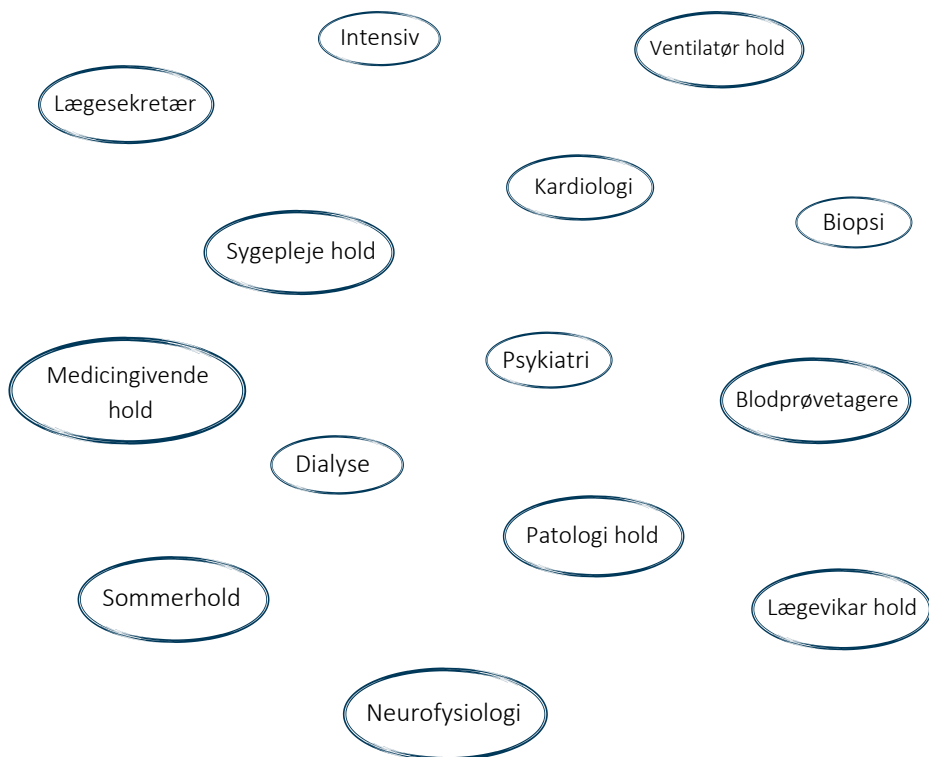 Intensiv
Ventilatør hold
Lægesekretær
Kardiologi
Biopsi
Sygepleje hold
Psykiatri
Medicingivende
hold
Blodprøvetagere
Dialyse
Patologi hold
Sommerhold
Lægevikar hold
Neurofysiologi